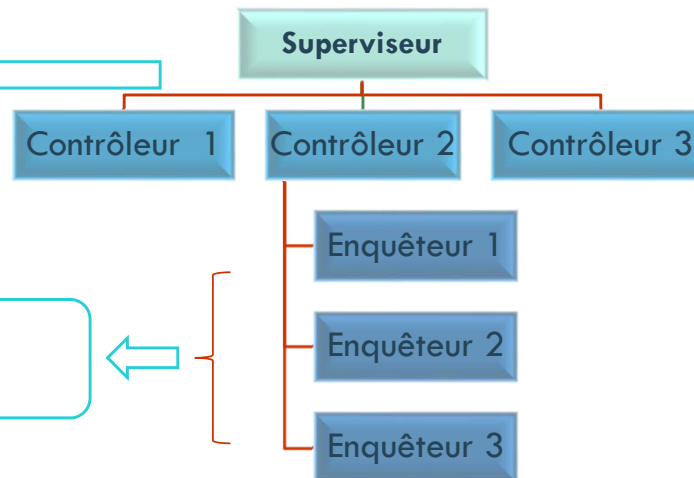 Superviseur
Contrôleur 1
Contrôleur 2
Contrôleur 3
Enquêteur 1
Enquêteur 2
Enquêteur 3